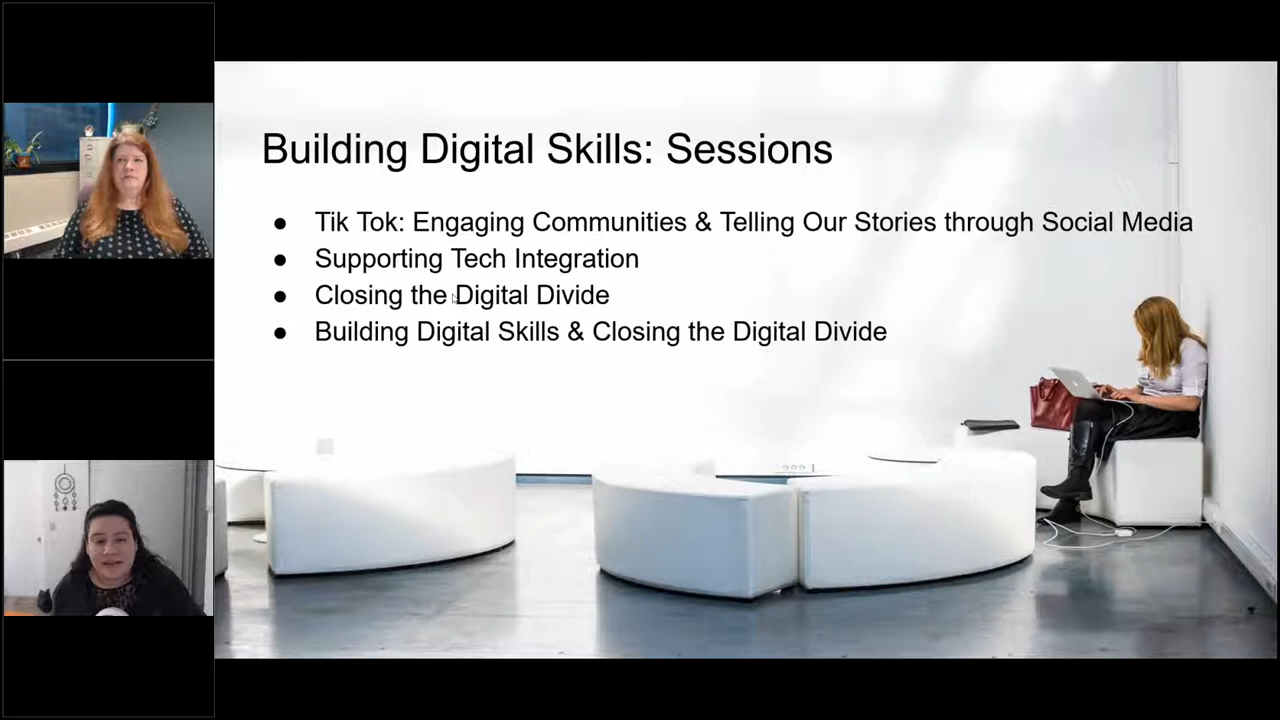 Building Digital Skills: Sessions
● Tik Tok: Engaging Communities & Telling Our Stories through Social Media
● Supporting Tech Integration
● Closing the Digital Divide
● Building Digital Skills & Closing the Digital Divide